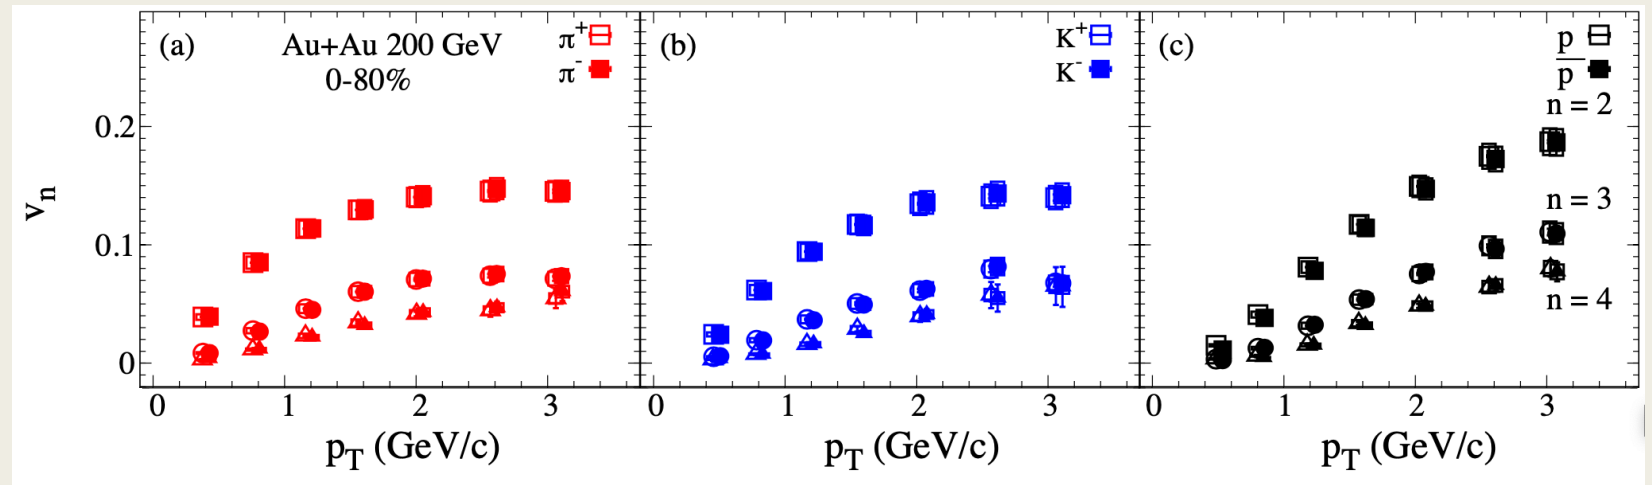 (a) Au+Au 200 GeV π+
0-80% π-
(b) K+
K-
(c) p
p̅
n = 2
n = 3
n = 4
vn
0.2
0.1
0
0 1 2 3
0 1 2 3
0 1 2 3
pT (GeV/c)
pT (GeV/c)
pT (GeV/c)